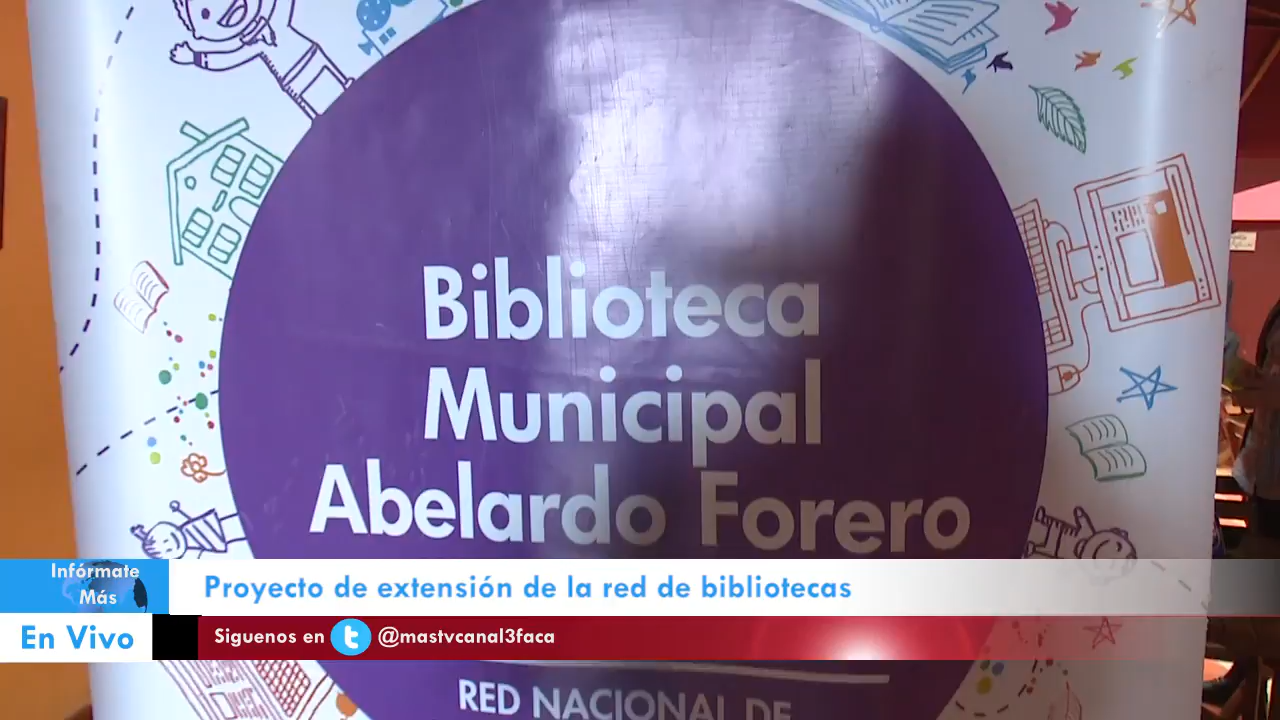 Biblioteca
Municipal
Abelardo Forero
Infórmate
Más
Proyecto de extensión de la red de bibliotecas
En Vivo
Siguenos en @mastvcanal3faca
RED NACIONAL DE